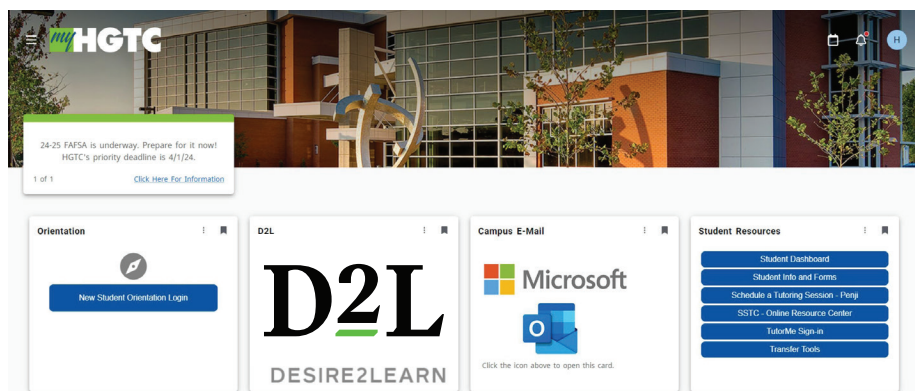 myHGTC
H
24-25 FAFSA is underway. Prepare for it now!
HGTC's priority deadline is 4/1/24.
1 of 1
Click Here For Information
Orientation
New Student Orientation Login
D2L
D2L
DESIRE2LEARN
Campus E-Mail
Microsoft
O
Click the icon above to open this card.
Student Resources
Student Dashboard
Student Info and Forms
Schedule a Tutoring Session - Penji
SSTC - Online Resource Center
TutorMe Sign-in
Transfer Tools